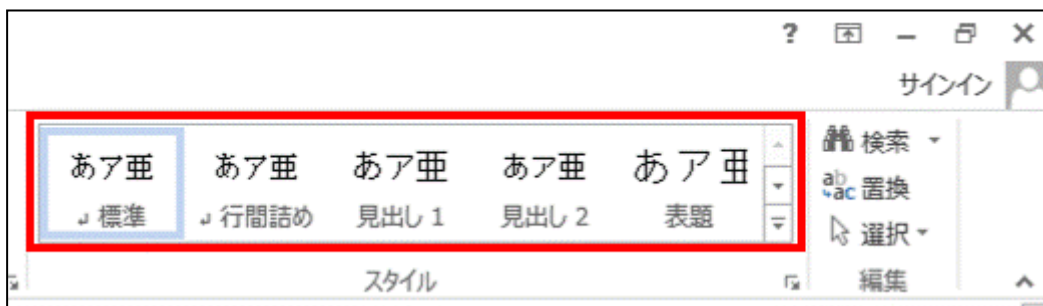 ?
サインイン
あア亜 あア亜 あア亜 あア亜 あア亜
↲ 標準 ↲ 行間詰め 見出し 1 見出し 2 表題
検索
ab
ac 置換
選択
スタイル 編集